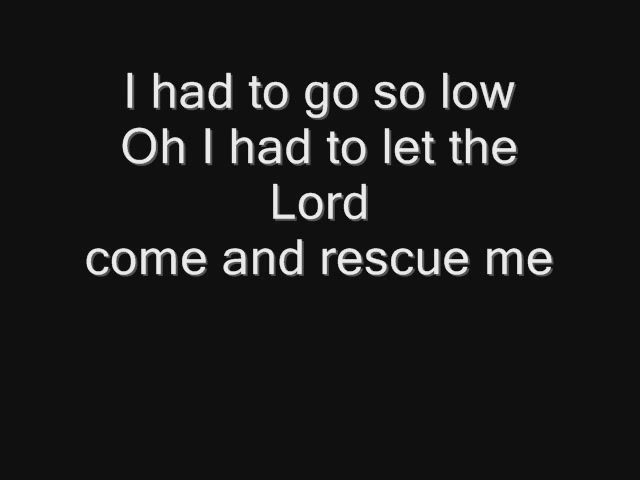 I had to go so low
Oh I had to let the
Lord
come and rescue me